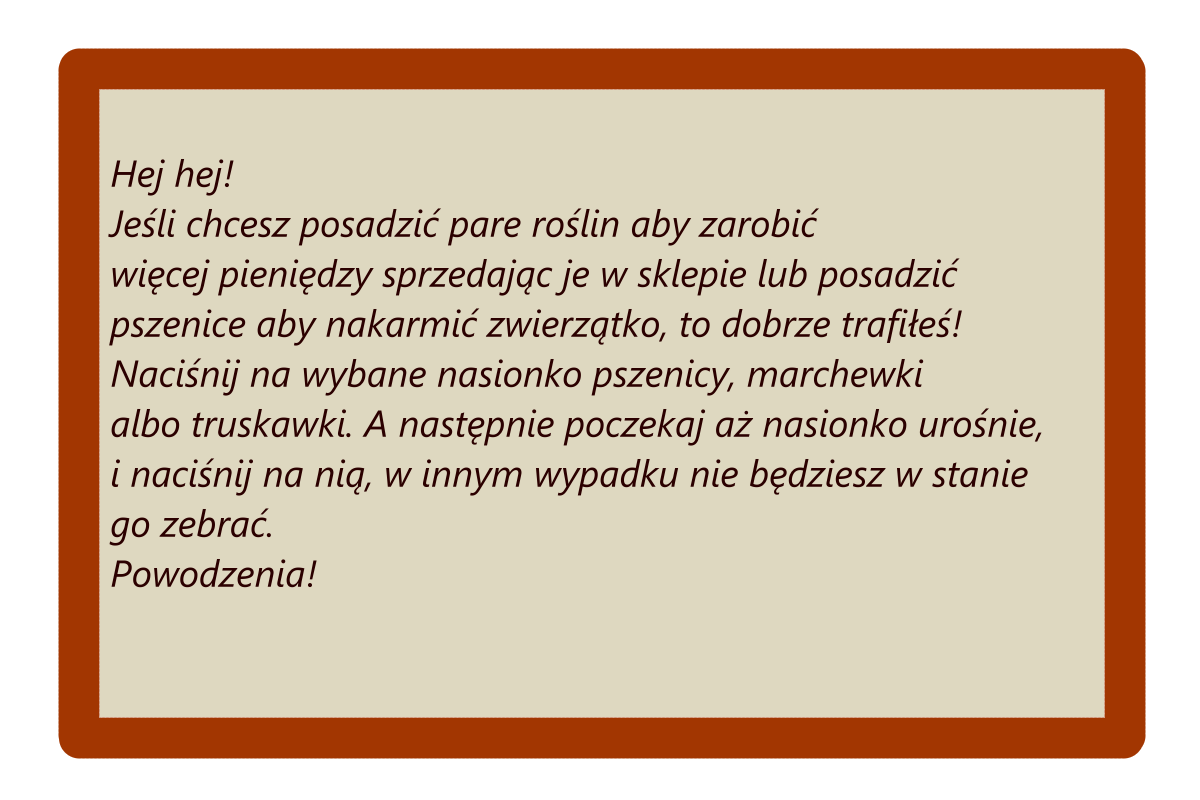 Hej hej!
Jeśli chcesz posadzić pare roślin aby zarobić
więcej pieniędzy sprzedając je w sklepie lub posadzić
pszenice aby nakarmić zwierzątko, to dobrze trafiłeś!
Naciśnij na wybane nasionko pszenicy, marchewki
albo truskawki. A następnie poczekaj aż nasionko urośnie,
i naciśnij na nią, w innym wypadku nie będziesz w stanie
go zebrać.
Powodzenia!